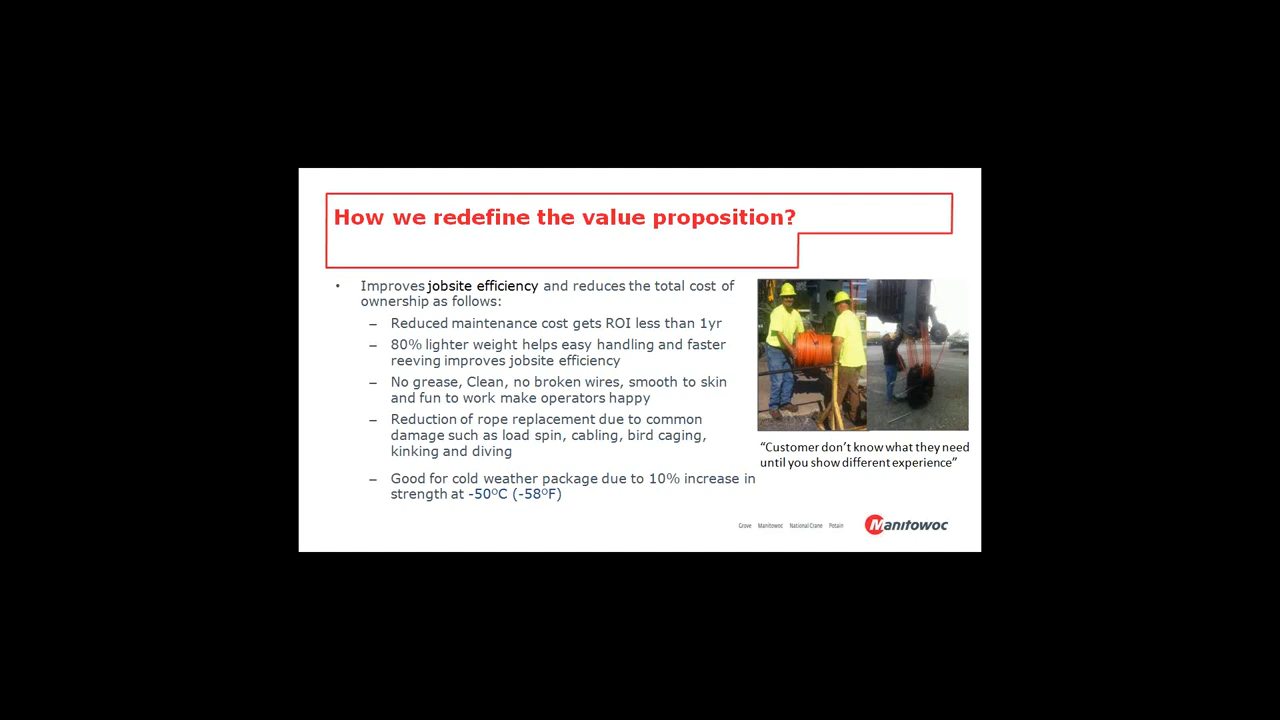 How we redefine the value proposition?
• Improves jobsite efficiency and reduces the total cost of
ownership as follows:
– Reduced maintenance cost gets ROI less than 1yr
– 80% lighter weight helps easy handling and faster
reeving improves jobsite efficiency
– No grease, Clean, no broken wires, smooth to skin
and fun to work make operators happy
– Reduction of rope replacement due to common
damage such as load spin, cabling, bird caging,
kinking and diving
– Good for cold weather package due to 10% increase in
strength at -50ºC (-58ºF)
“Customer don’t know what they need
until you show different experience”
Grove Manitowoc National Crane Potain
Manitowoc